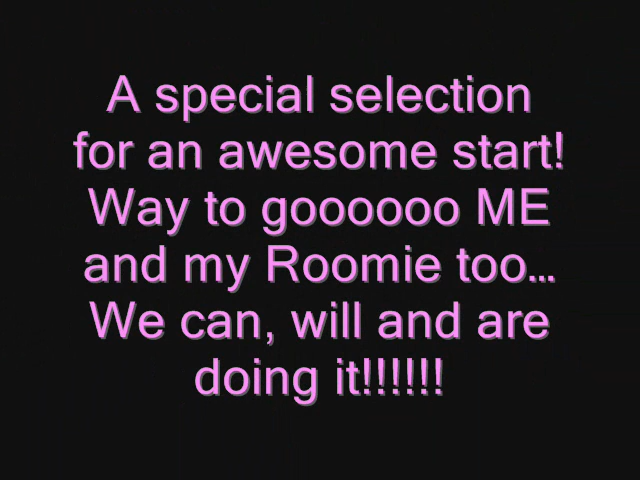 A special selection
for an awesome start!
Way to goooooo ME
and my Roomie too...
We can, will and are
doing it!!!!!!